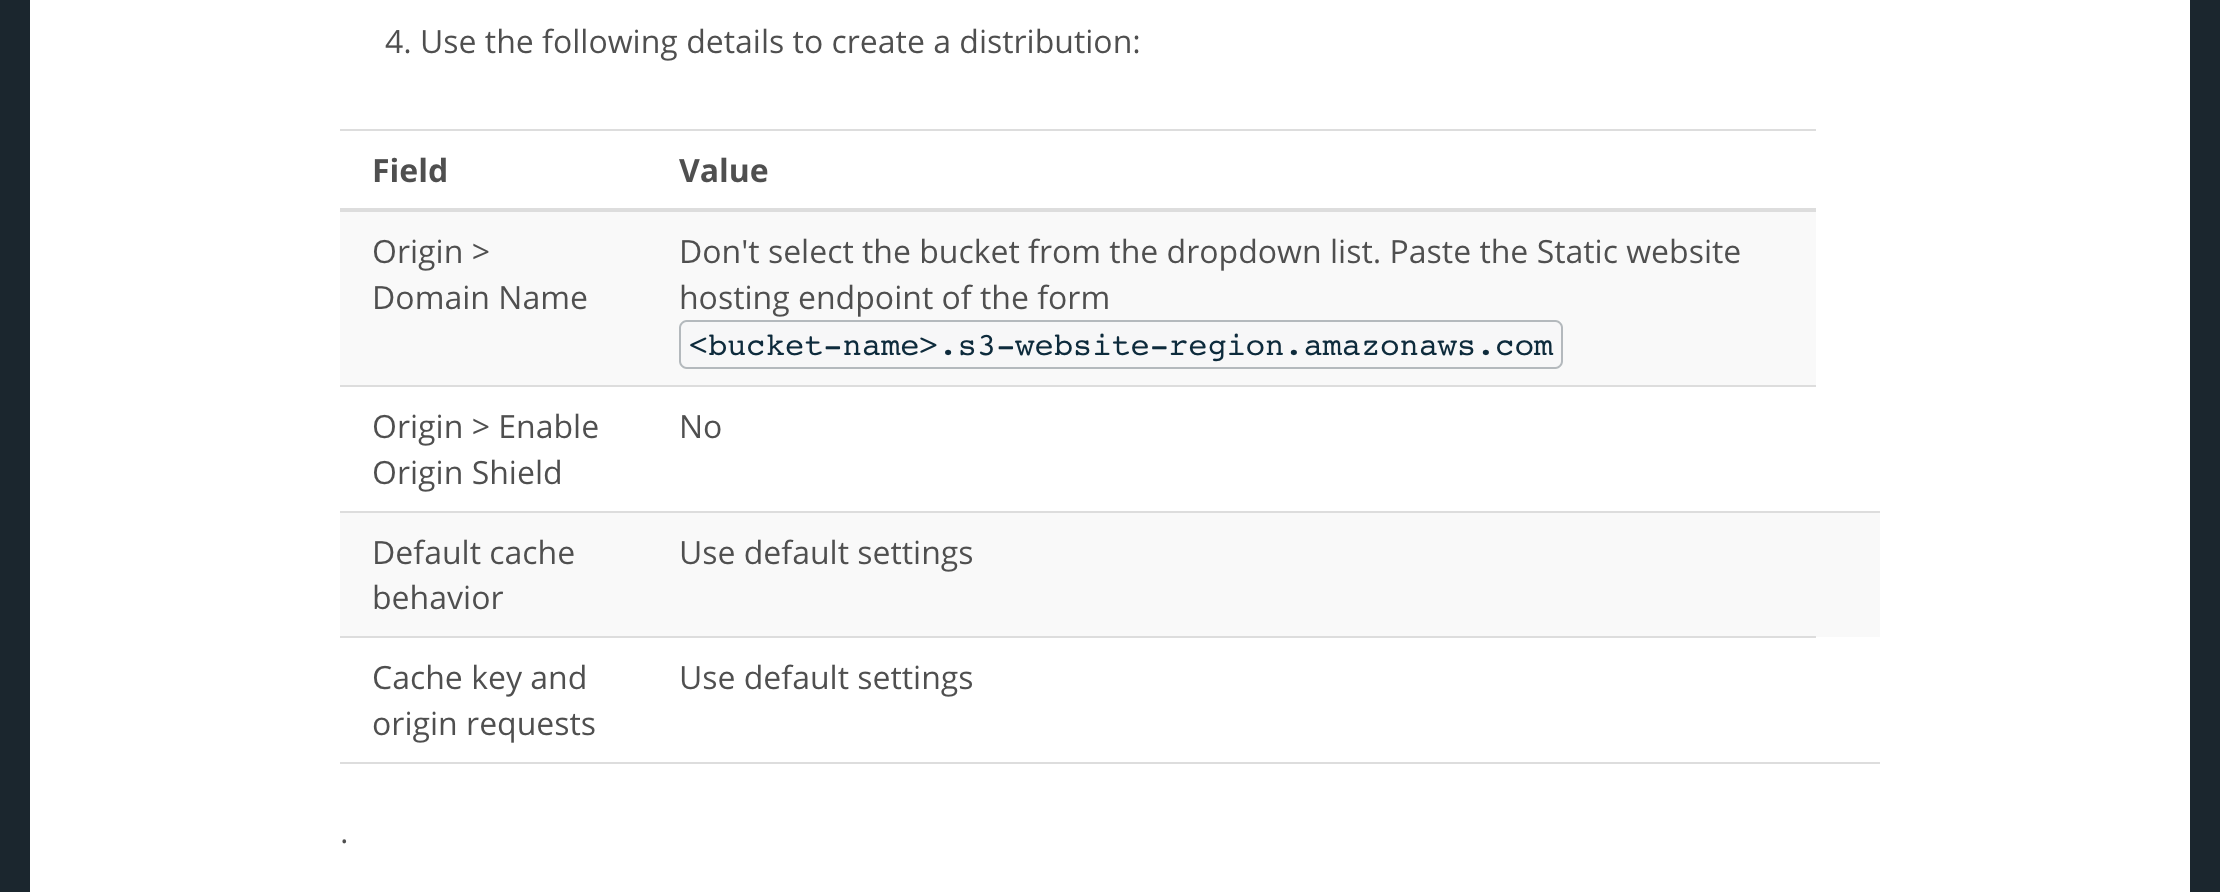 4. Use the following details to create a distribution:
Field Value
Origin > Don't select the bucket from the dropdown list. Paste the Static website
Domain Name hosting endpoint of the form
<bucket-name>.s3-website-region.amazonaws.com
Origin > Enable No
Origin Shield
Default cache Use default settings
behavior
Cache key and Use default settings
origin requests
.